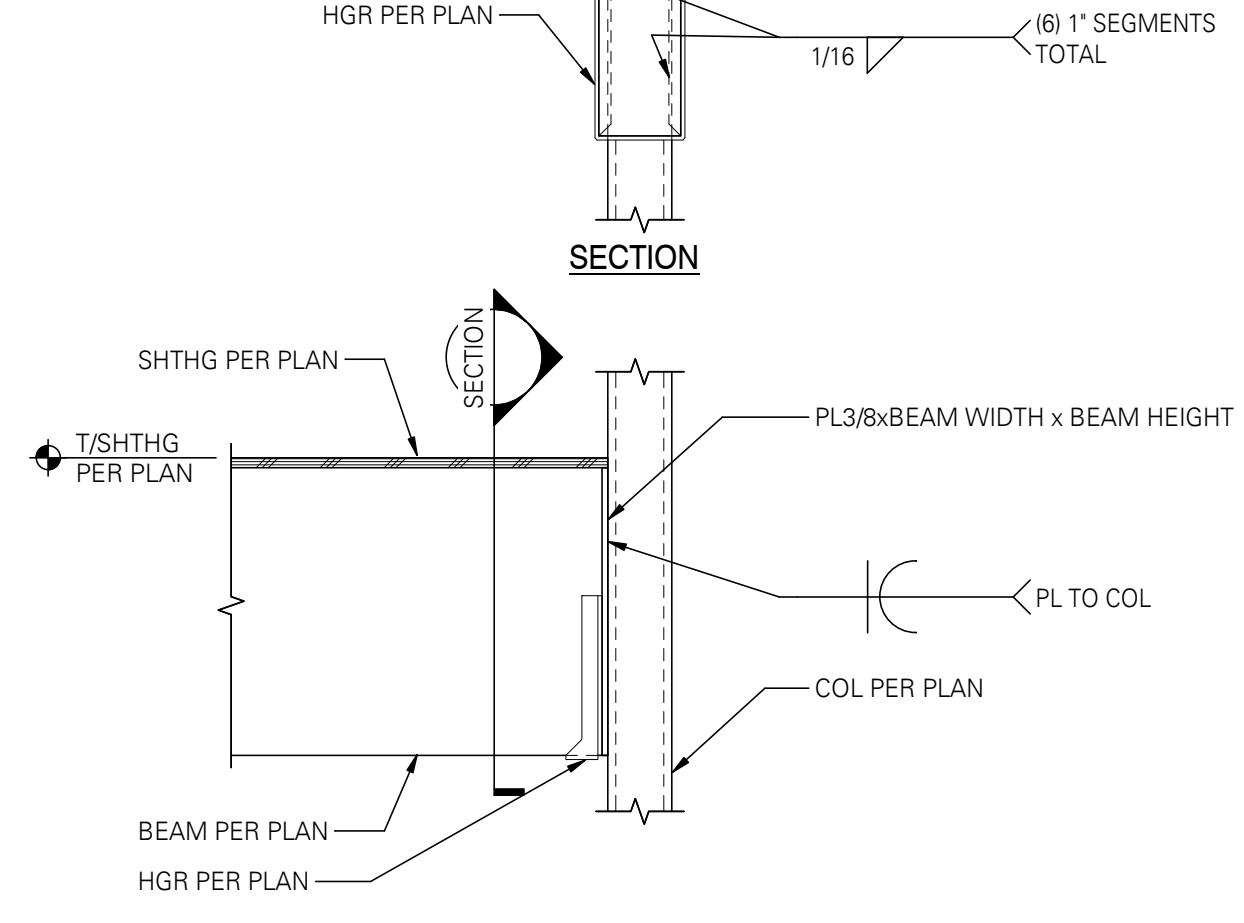 HGR PER PLAN
(6) 1" SEGMENTS
TOTAL
1/16
SECTION
SECTION
SHTHG PER PLAN
T/SHTHG
PER PLAN
PL3/8xBEAM WIDTH x BEAM HEIGHT
PL TO COL
COL PER PLAN
BEAM PER PLAN
HGR PER PLAN